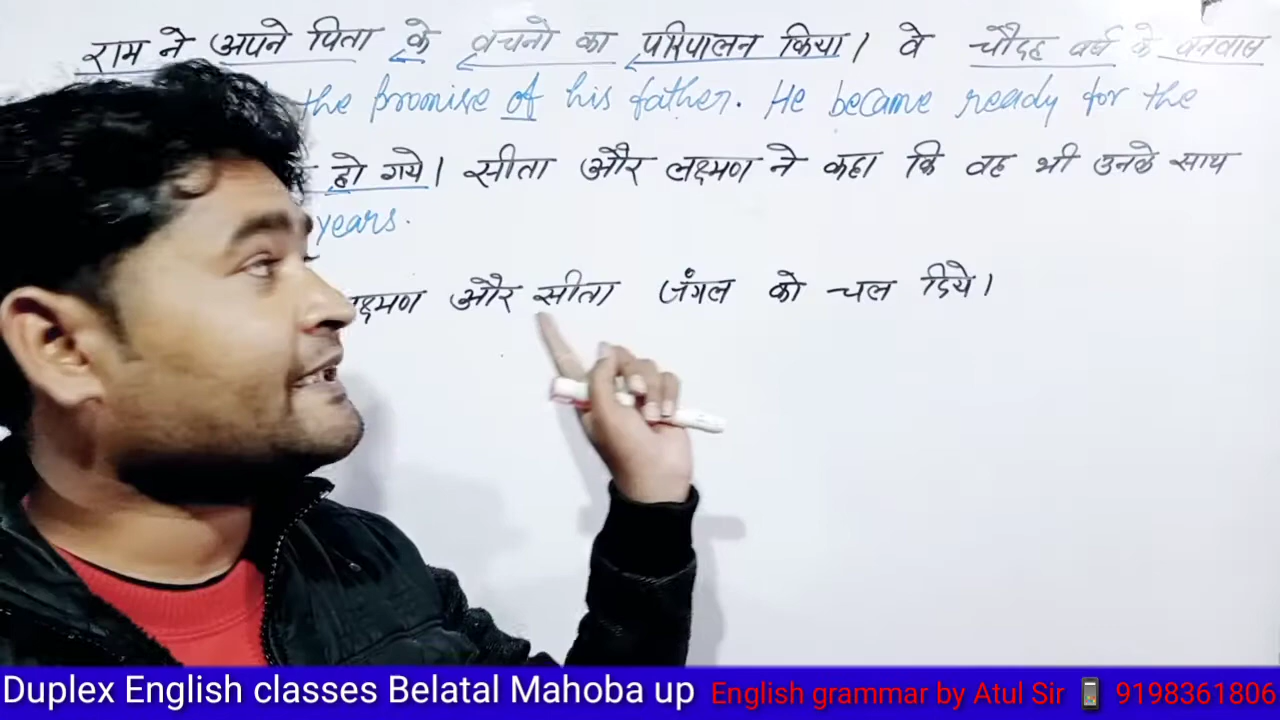 राम ने अपने पिता के वचनो का परिपालन किया। वे चौदह वर्ष के वनवास
the promise of his father. He became ready for the
हो गये। सीता और लक्ष्मण ने कहा कि वह भी उनके साथ
years.
और सीता जंगल को चल दिये।
Duplex English classes Belatal Mahoba up English grammar by Atul Sir 9198361806